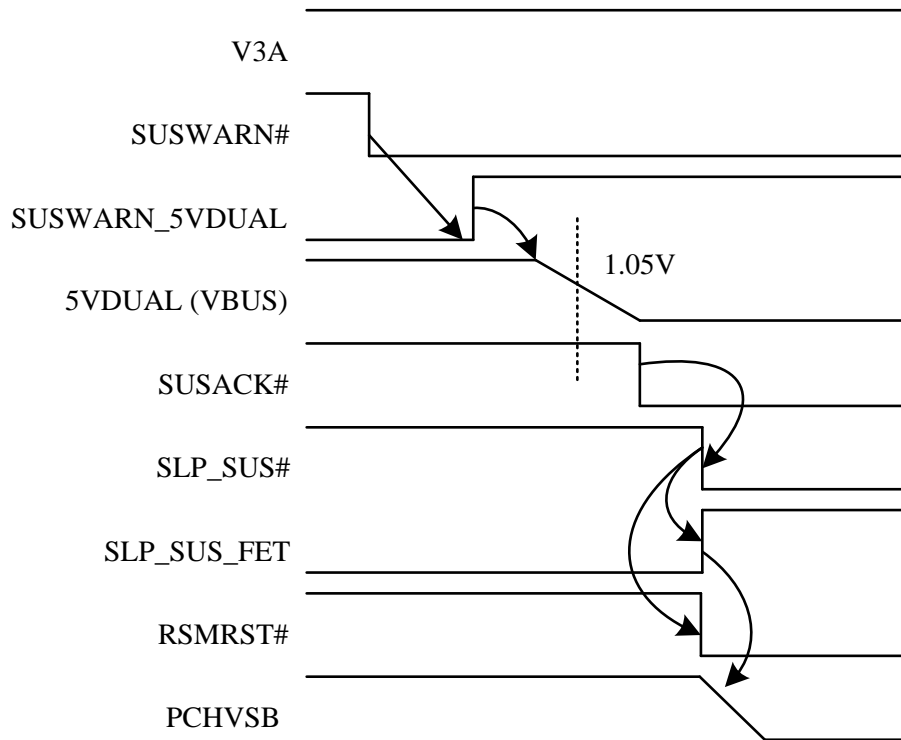 V3A
SUSWARN#
SUSWARN_5VDUAL
1.05V
5VDUAL (VBUS)
SUSACK#
SLP_SUS#
SLP_SUS_FET
RSMRST#
PCHVSB